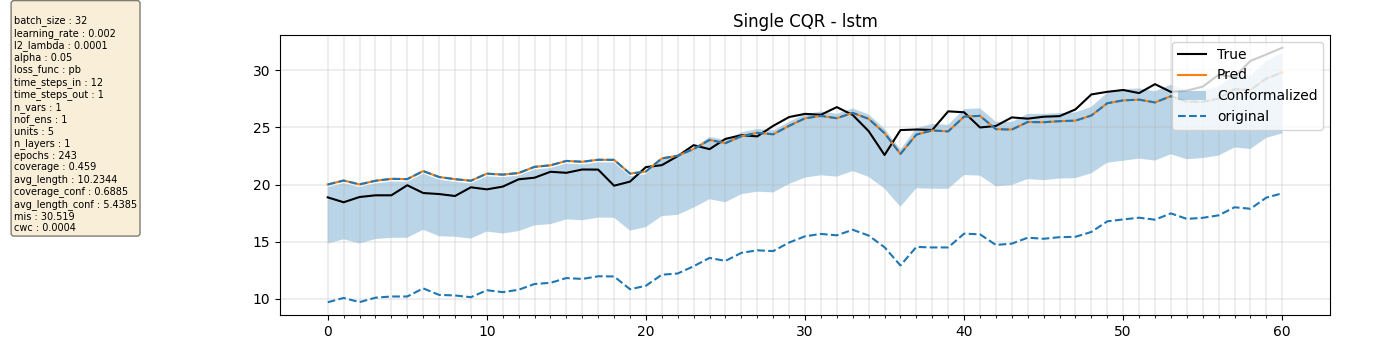 Single CQR - lstm
batch_size : 32
learning_rate : 0.002
l2_lambda : 0.0001
alpha : 0.05
loss_func : pb
time_steps_in : 12
time_steps_out : 1
n_vars : 1
nof_ens : 1
units : 5
n_layers : 1
epochs : 243
coverage : 0.459
avg_length : 10.2344
coverage_conf : 0.6885
avg_length_conf : 5.4385
mis : 30.519
cwc : 0.0004
True
Pred
Conformalized
original
30
25
20
15
10
0 10 20 30 40 50 60